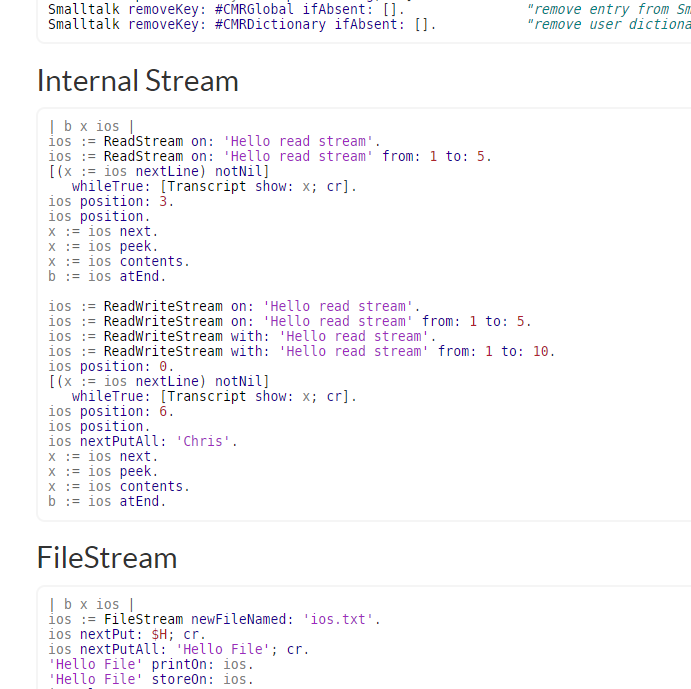 Smalltalk removeKey: #CMRGlobal ifAbsent: []. "remove entry from Sm
Smalltalk removeKey: #CMRDictionary ifAbsent: []. "remove user dictiona
Internal Stream
| b x ios |
ios := ReadStream on: 'Hello read stream'.
ios := ReadStream on: 'Hello read stream' from: 1 to: 5.
[(x := ios nextLine) notNil]
   whileTrue: [Transcript show: x; cr].
ios position: 3.
ios position.
x := ios next.
x := ios peek.
x := ios contents.
b := ios atEnd.

ios := ReadWriteStream on: 'Hello read stream'.
ios := ReadWriteStream on: 'Hello read stream' from: 1 to: 5.
ios := ReadWriteStream with: 'Hello read stream'.
ios := ReadWriteStream with: 'Hello read stream' from: 1 to: 10.
ios position: 0.
[(x := ios nextLine) notNil]
   whileTrue: [Transcript show: x; cr].
ios position: 6.
ios position.
ios nextPutAll: 'Chris'.
x := ios next.
x := ios peek.
x := ios contents.
b := ios atEnd.
FileStream
| b x ios |
ios := FileStream newFileNamed: 'ios.txt'.
ios nextPut: $H; cr.
ios nextPutAll: 'Hello File'; cr.
'Hello File' printOn: ios.
'Hello File' storeOn: ios.